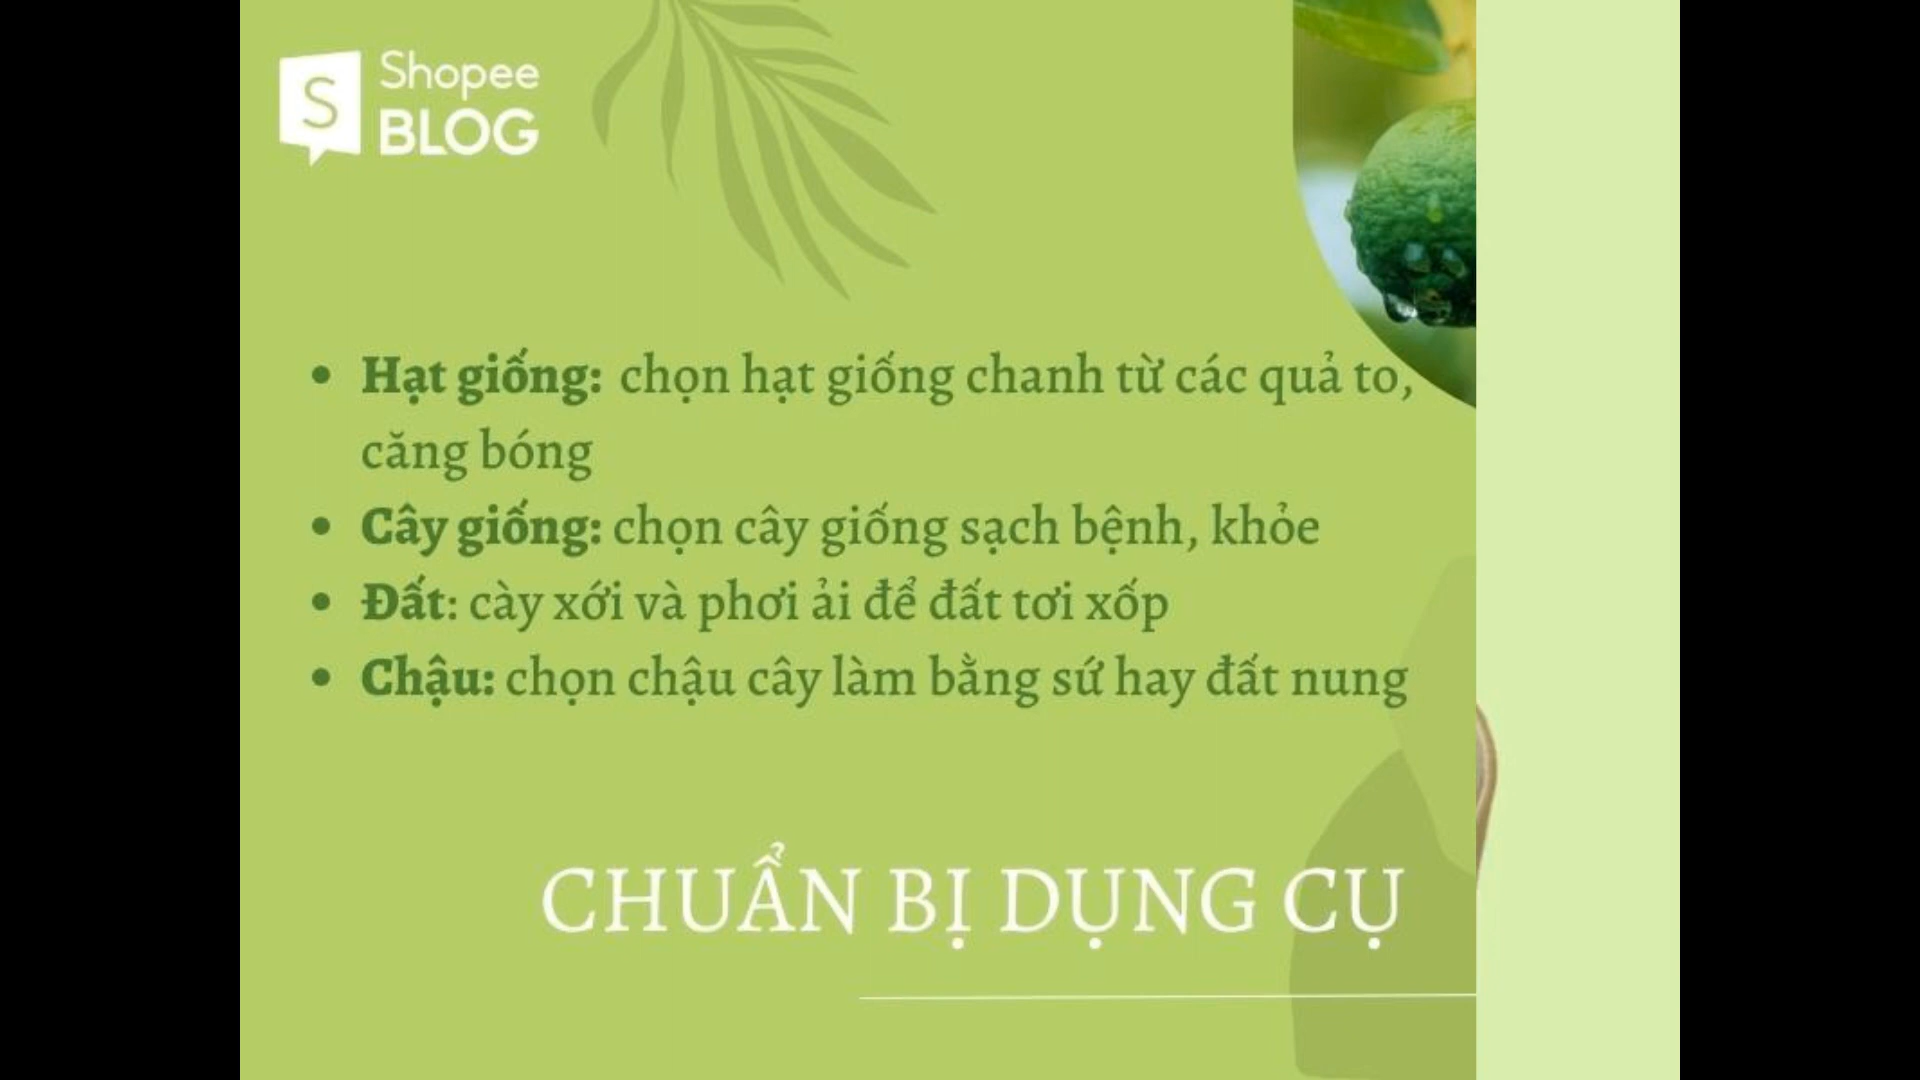 Shopee
BLOG
• Hạt giống: chọn hạt giống chanh từ các quả to,
căng bóng
• Cây giống: chọn cây giống sạch bệnh, khỏe
• Đất: cày xới và phơi ải để đất tơi xốp
• Chậu: chọn chậu cây làm bằng sứ hay đất nung
CHUẨN BỊ DỤNG CỤ